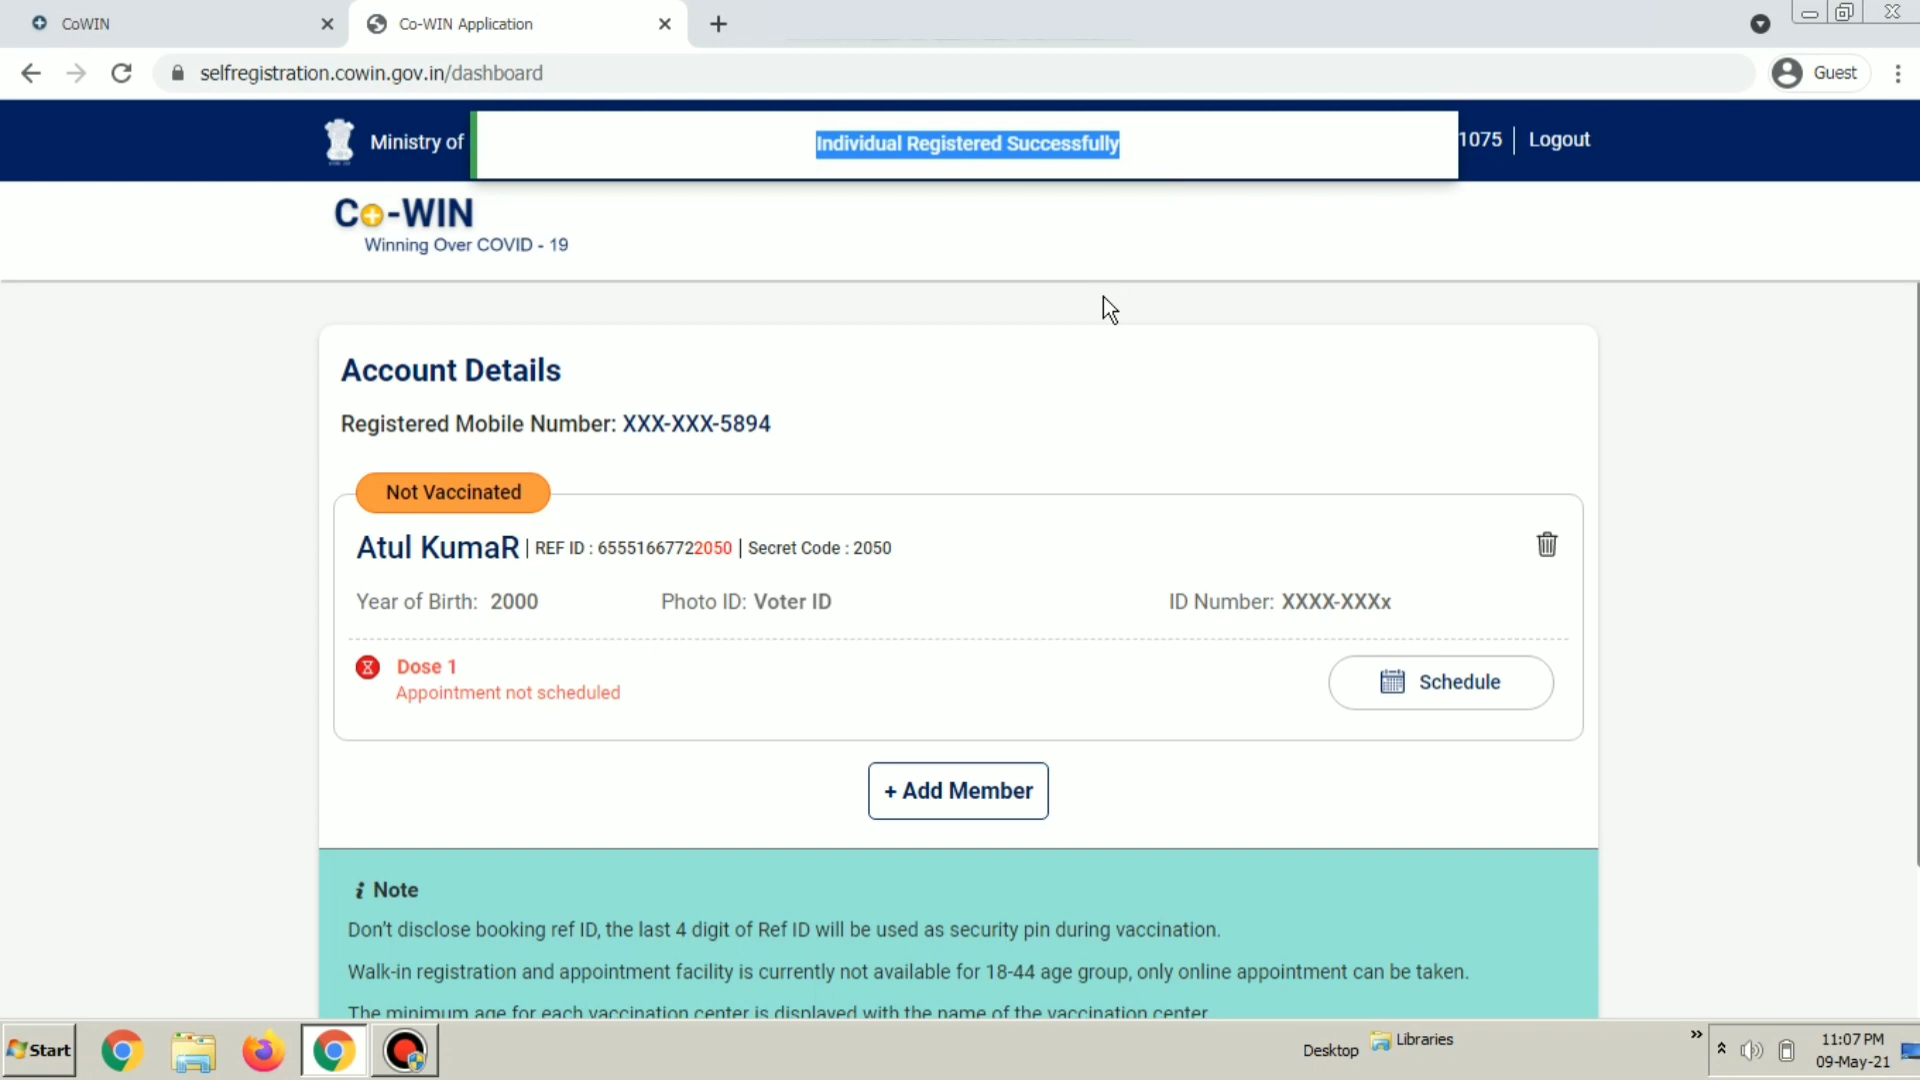 CoWIN
Co-WIN Application
selfregistration.cowin.gov.in/dashboard
Guest
Ministry of
Individual Registered Successfully
1075
Logout
Co-WIN
Winning Over COVID - 19
Account Details
Registered Mobile Number: XXX-XXX-5894
Not Vaccinated
Atul KumaR | REF ID : 65551667722050 | Secret Code : 2050
Year of Birth: 2000
Photo ID: Voter ID
ID Number: XXXX-XXXx
Dose 1
Appointment not scheduled
Schedule
+ Add Member
i Note
Don't disclose booking ref ID, the last 4 digit of Ref ID will be used as security pin during vaccination.
Walk-in registration and appointment facility is currently not available for 18-44 age group, only online appointment can be taken.
The minimum age for each vaccination center is displayed with the name of the vaccination center
Start
Desktop
Libraries
11:07 PM
09-May-21